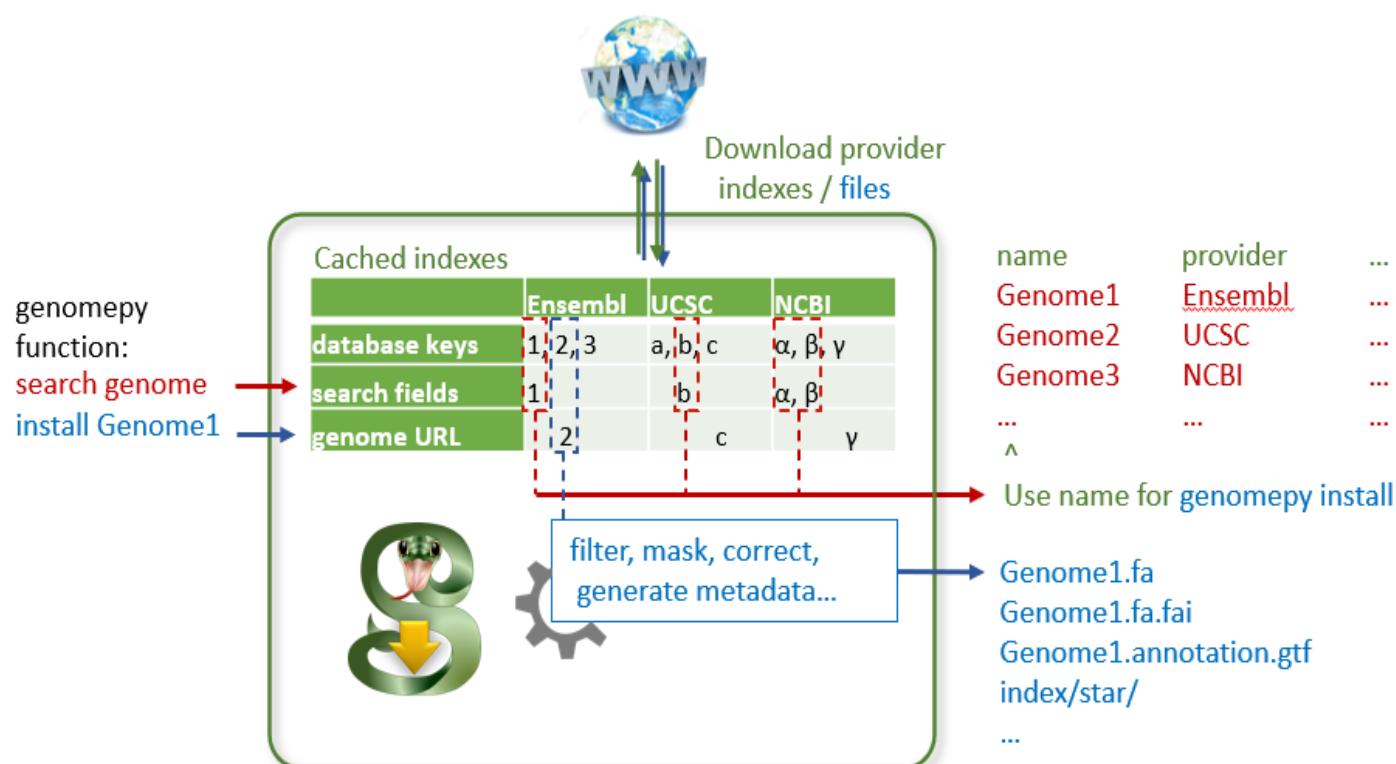 WWW
Download provider
indexes / files
Cached indexes
Ensembl UCSC NCBI
database keys 1, 2, 3 a, b, c α, β, γ
search fields 1 b α, β
genome URL 2 c γ
genomepy
function:
search genome
install Genome1
name provider ...
Genome1 Ensembl ...
Genome2 UCSC ...
Genome3 NCBI ...
... ... ...
^
Use name for genomepy install
filter, mask, correct,
generate metadata...
Genome1.fa
Genome1.fa.fai
Genome1.annotation.gtf
index/star/
...